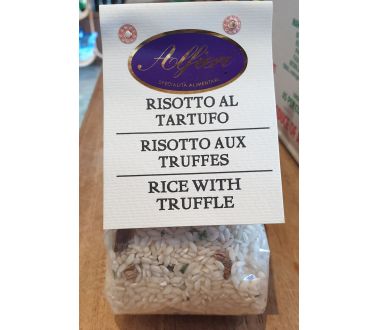 Alfieri
SPECIALITÀ ALIMENTARI
RISOTTO AL
TARTUFO
RISOTTO AUX
TRUFFES
RICE WITH
TRUFFLE